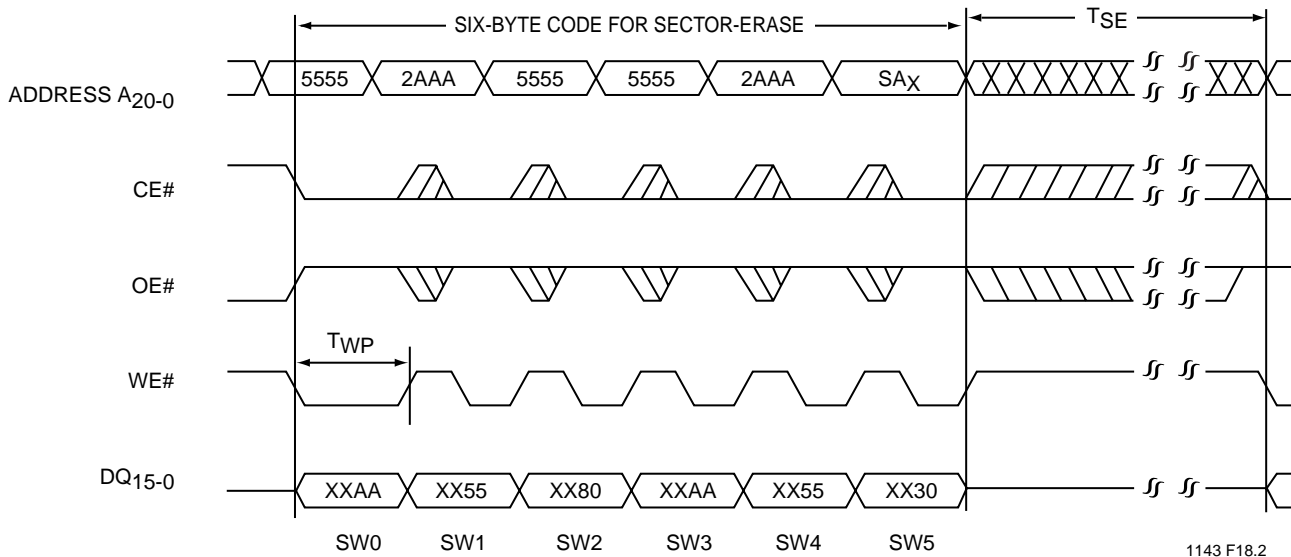 SIX-BYTE CODE FOR SECTOR-ERASE
TSE
ADDRESS A20-0
5555 2AAA 5555 5555 2AAA SAX
CE#
OE#
TWP
WE#
DQ15-0
XXAA XX55 XX80 XXAA XX55 XX30
SW0 SW1 SW2 SW3 SW4 SW5
1143 F18.2